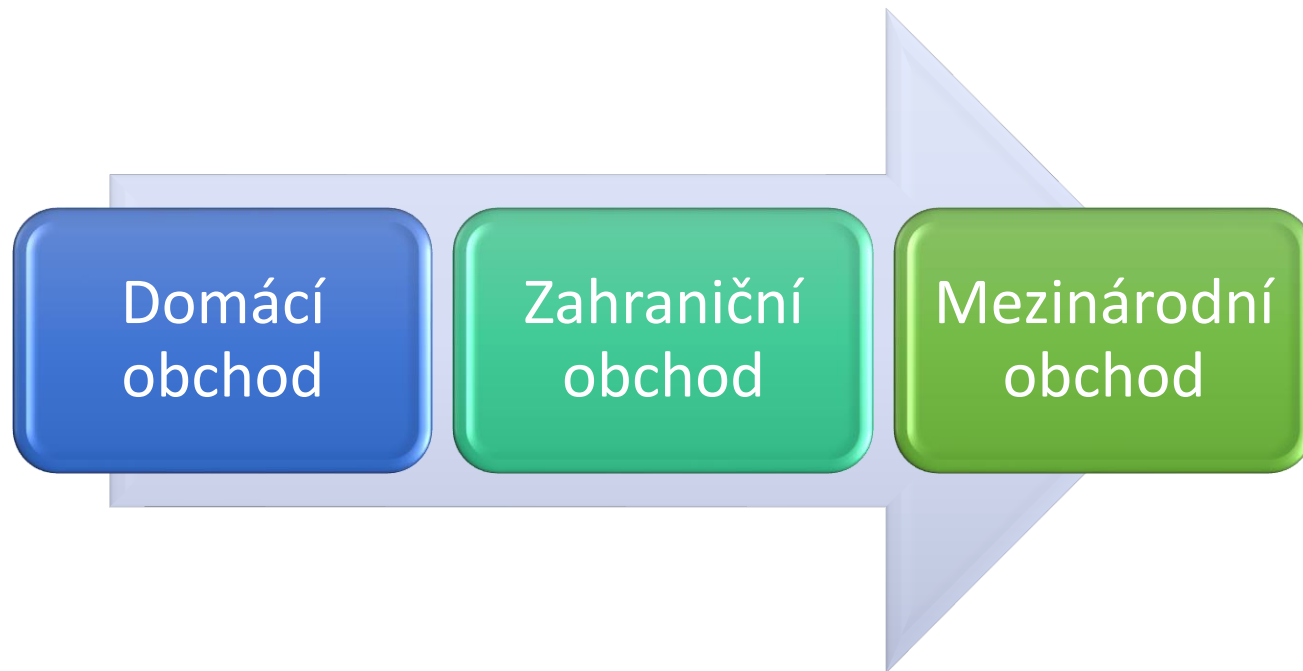 Domácí
obchod
Zahraniční
obchod
Mezinárodní
obchod